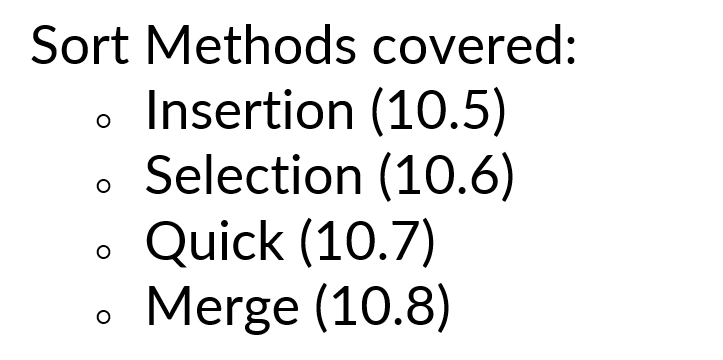 Sort Methods covered:
◦ Insertion (10.5)
◦ Selection (10.6)
◦ Quick (10.7)
◦ Merge (10.8)